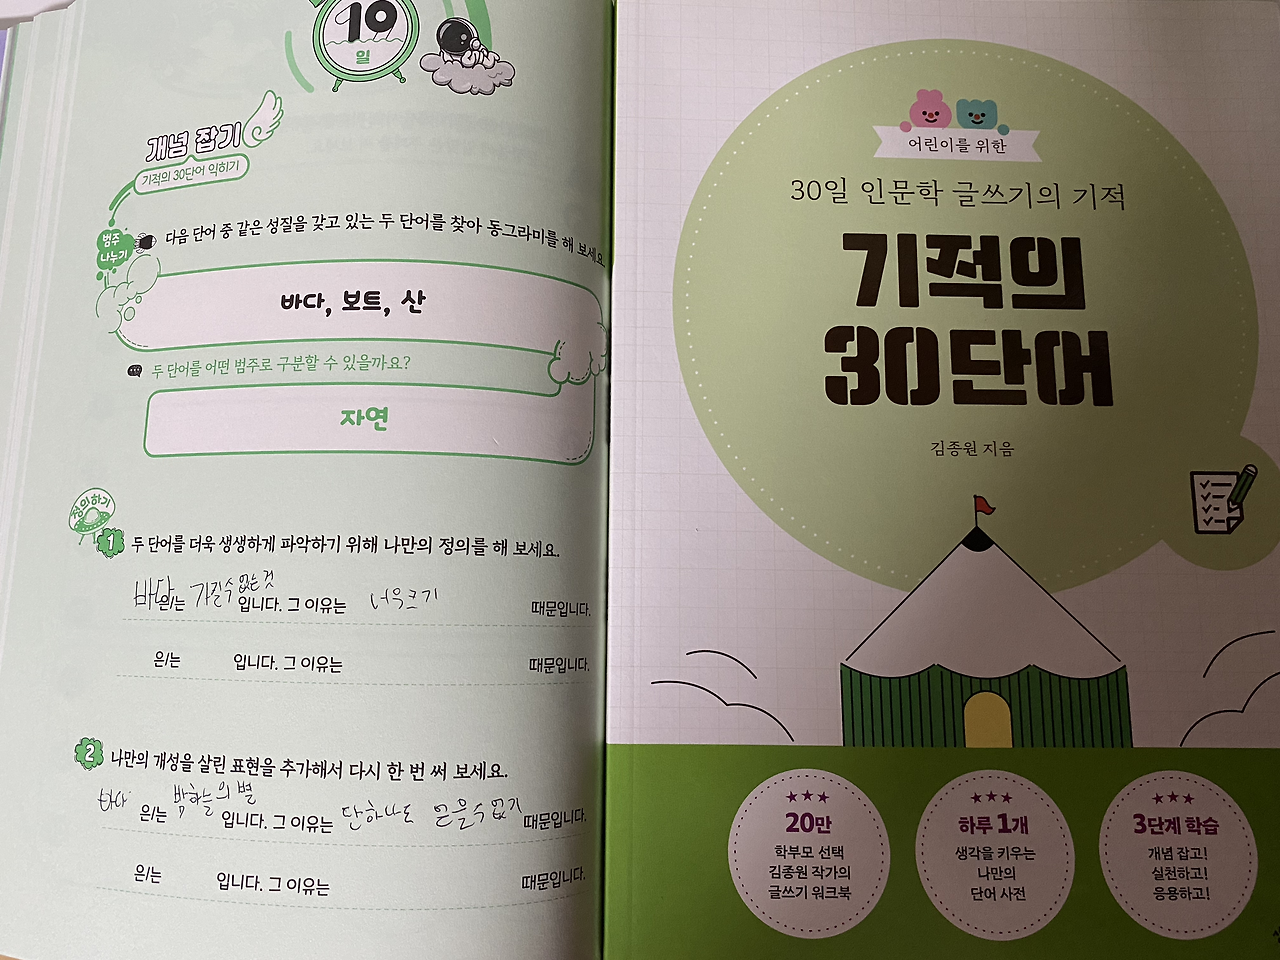 10
일
개념 잡기
기적의 30단어 익히기
범주
나누기
다음 단어 중 같은 성질을 갖고 있는 두 단어를 찾아 동그라미를 해 보세요.
바다, 보트, 산
두 단어를 어떤 범주로 구분할 수 있을까요?
자연
정의하기
1 두 단어를 더욱 생생하게 파악하기 위해 나만의 정의를 해 보세요.
바다 은/는 가질수 없는 것 입니다. 그 이유는 때문입니다.
은/는 입니다. 그 이유는 때문입니다.
2 나만의 개성을 살린 표현을 추가해서 다시 한 번 써 보세요.
바다 은/는 밤하늘의 별 입니다. 그 이유는 단 하나도 얻을수 없기 때문입니다.
은/는 입니다. 그 이유는 때문입니다.
어린이를 위한
30일 인문학 글쓰기의 기적
기적의
30단어
김종원 지음
20만
학부모 선택
김종원 작가의
글쓰기 워크북
하루 1개
생각을 키우는
나만의
단어 사전
3단계 학습
개념 잡고!
실천하고!
응용하고!